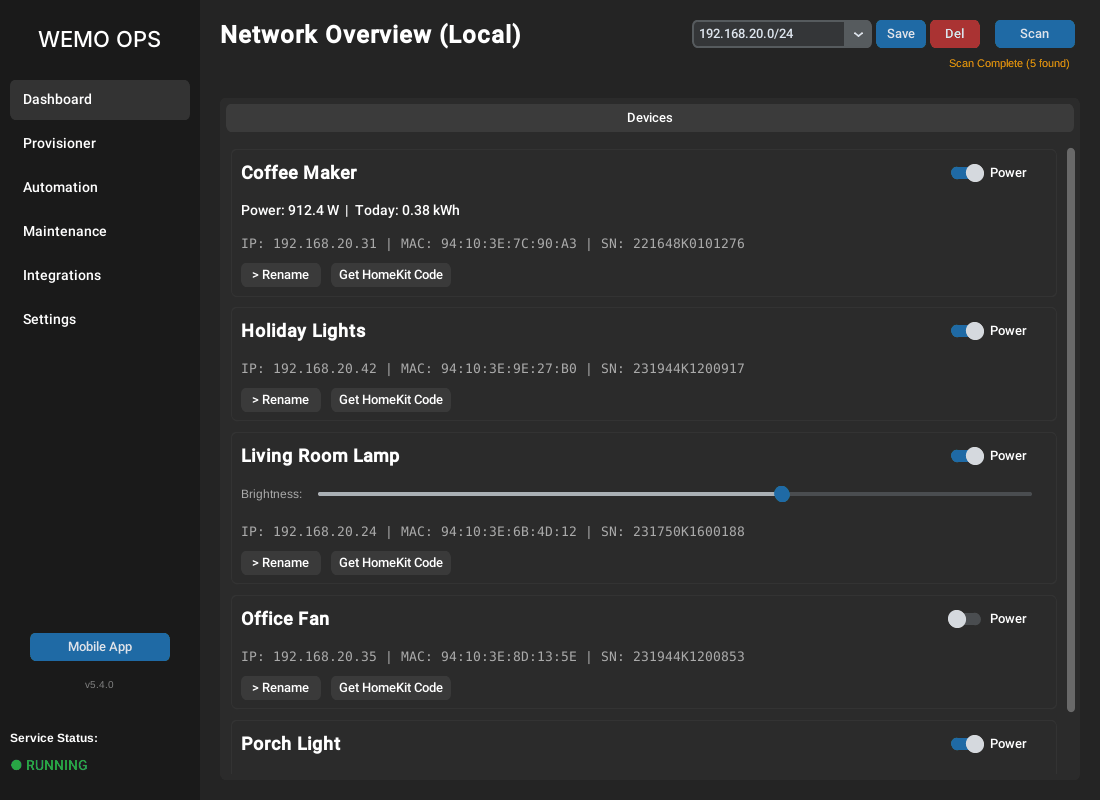 WEMO OPS
Dashboard
Provisioner
Automation
Maintenance
Integrations
Settings
Mobile App
v5.4.0
Service Status:
RUNNING
Network Overview (Local)
192.168.20.0/24
Save
Del
Scan
Scan Complete (5 found)
Devices
Coffee Maker
Power
Power: 912.4 W | Today: 0.38 kWh
IP: 192.168.20.31 | MAC: 94:10:3E:7C:90:A3 | SN: 221648K0101276
> Rename
Get HomeKit Code
Holiday Lights
Power
IP: 192.168.20.42 | MAC: 94:10:3E:9E:27:B0 | SN: 231944K1200917
> Rename
Get HomeKit Code
Living Room Lamp
Power
Brightness:
IP: 192.168.20.24 | MAC: 94:10:3E:6B:4D:12 | SN: 231750K1600188
> Rename
Get HomeKit Code
Office Fan
Power
IP: 192.168.20.35 | MAC: 94:10:3E:8D:13:5E | SN: 231944K1200853
> Rename
Get HomeKit Code
Porch Light
Power